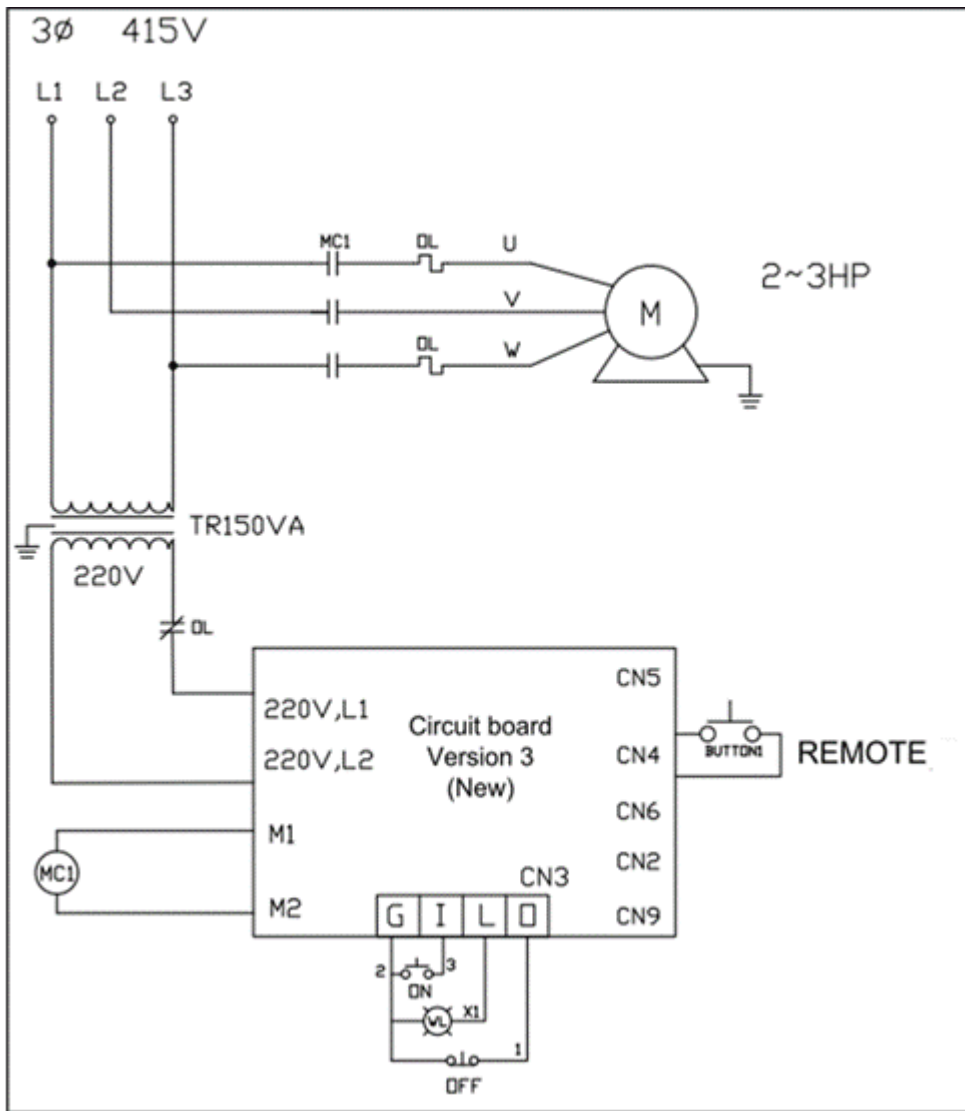 3Ø 415V
L1 L2 L3
MC1 OL U
V
OL W
M
2~3HP
TR150VA
220V
OL
220V,L1
220V,L2
M1
M2
MC1
Circuit board
Version 3
(New)
CN5
CN4
CN6
CN2
CN9
BUTTON1
REMOTE
CN3
G I L O
2 3
ON
WL X1
1
OFF